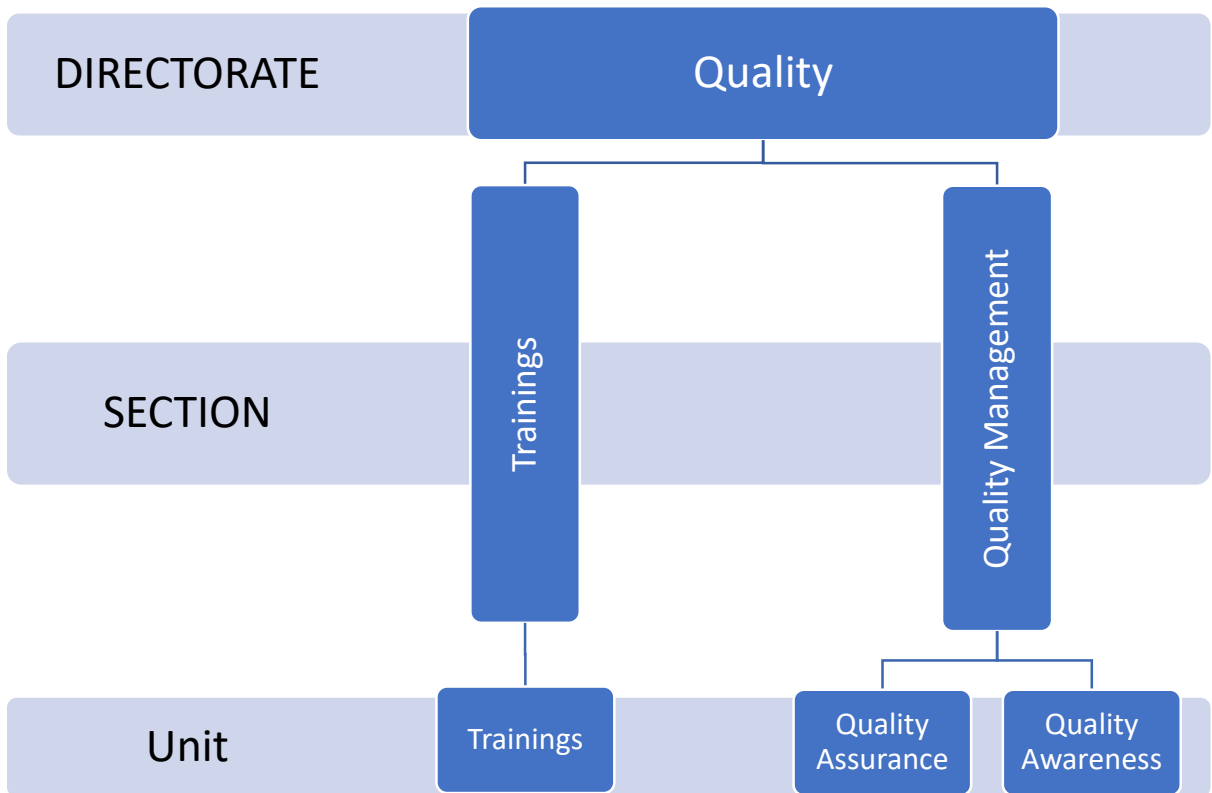 DIRECTORATE
Quality
SECTION
Trainings
Quality Management
Unit
Trainings
Quality
Assurance
Quality
Awareness